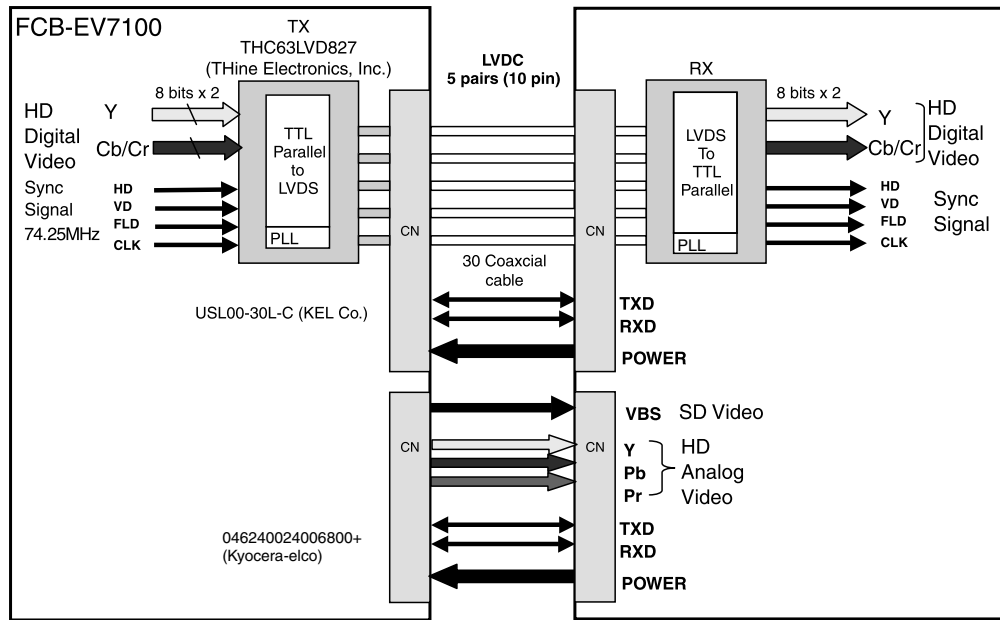 FCB-EV7100
TX
THC63LVD827
(THine Electronics, Inc.)
LVDC
5 pairs (10 pin)
RX
8 bits x 2
8 bits x 2
HD
Digital
Video
Y
Cb/Cr
TTL
Parallel
to
LVDS
PLL
LVDS
To
TTL
Parallel
PLL
Y
Cb/Cr
HD
Digital
Video
Sync
Signal
74.25MHz
HD
VD
FLD
CLK
CN
CN
HD
VD
FLD
CLK
Sync
Signal
30 Coaxcial
cable
USL00-30L-C (KEL Co.)
TXD
RXD
POWER
CN
CN
VBS SD Video
Y
Pb
Pr
HD
Analog
Video
046240024006800+
(Kyocera-elco)
TXD
RXD
POWER